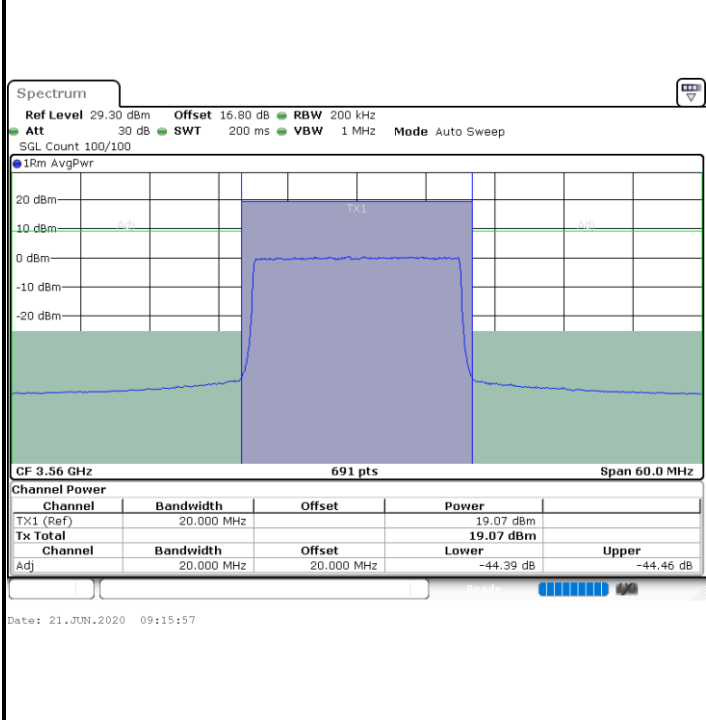 Spectrum
Ref Level 29.30 dBm Offset 16.80 dB RBW 200 kHz
Att 30 dB SWT 200 ms VBW 1 MHz Mode Auto Sweep
SGL Count 100/100
1Rm AvgPwr
20 dBm
TX1
Adj Adj
10 dBm
0 dBm
-10 dBm
-20 dBm
CF 3.56 GHz 691 pts Span 60.0 MHz
Channel Power
Channel Bandwidth Offset Power
TX1 (Ref) 20.000 MHz 19.07 dBm
Tx Total 19.07 dBm
Channel Bandwidth Offset Lower Upper
Adj 20.000 MHz 20.000 MHz -44.39 dB -44.46 dB
Ready
Date: 21.JUN.2020 09:15:57